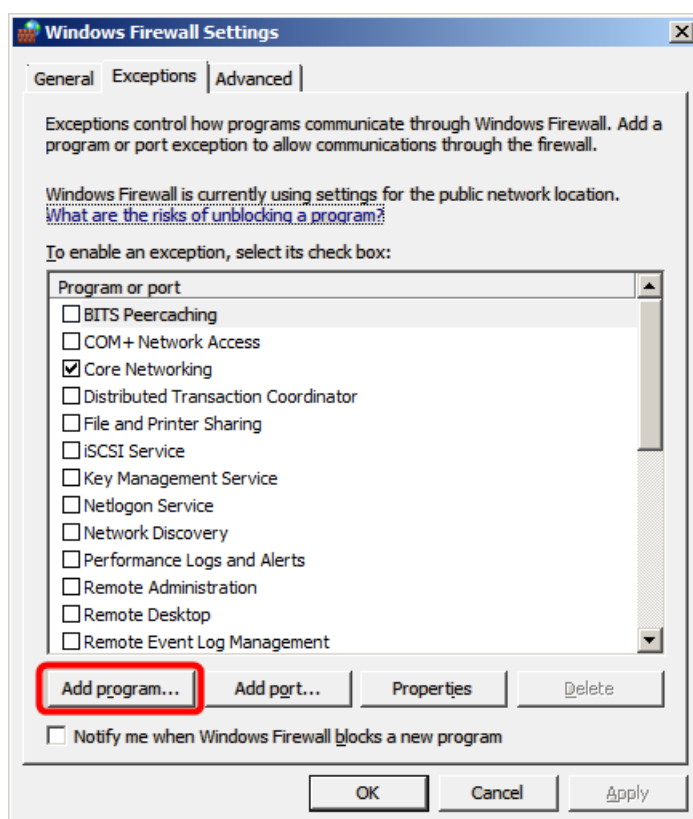 Windows Firewall Settings
General Exceptions Advanced
Exceptions control how programs communicate through Windows Firewall. Add a
program or port exception to allow communications through the firewall.
Windows Firewall is currently using settings for the public network location.
What are the risks of unblocking a program?
To enable an exception, select its check box:
Program or port
BITS Peercaching
COM+ Network Access
Core Networking
Distributed Transaction Coordinator
File and Printer Sharing
iSCSI Service
Key Management Service
Netlogon Service
Network Discovery
Performance Logs and Alerts
Remote Administration
Remote Desktop
Remote Event Log Management
Add program... Add port... Properties Delete
Notify me when Windows Firewall blocks a new program
OK Cancel Apply